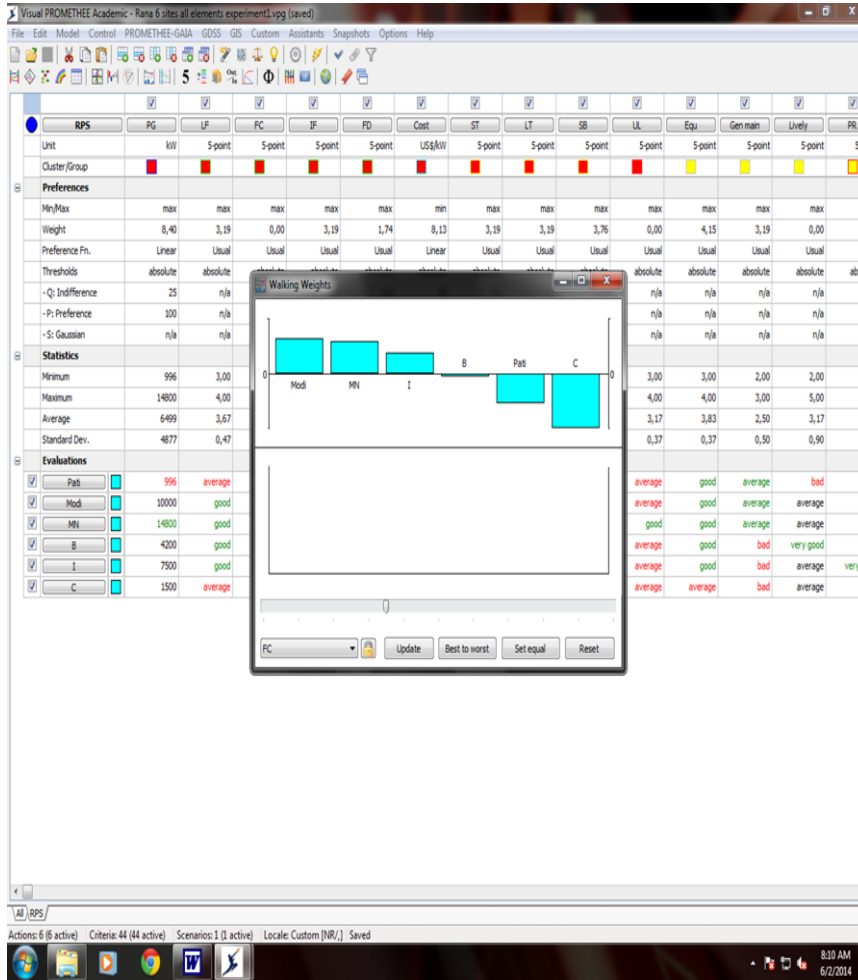 Visual PROMETHEE Academic - Rana 6 sites all elements experiment1.vpg (saved)
File Edit Model Control PROMETHEE-GAIA GDSS GIS Custom Assistants Snapshots Options Help
RPS PG LF FC IF FD Cost ST LT SB UL Equ Gen main Lively PR
Unit kW 5-point 5-point 5-point 5-point US$/kW 5-point 5-point 5-point 5-point 5-point 5-point 5-point 5
Cluster/Group
Preferences
Min/Max max max max max max min max max max max max max max
Weight 8,40 3,19 0,00 3,19 1,74 8,13 3,19 3,19 3,76 0,00 4,15 3,19 0,00
Preference Fn. Linear Usual Usual Usual Usual Linear Usual Usual Usual Usual Usual Usual Usual
Thresholds absolute absolute absolute absolute absolute absolute ab
- Q: Indifference 25 n/a n/a n/a n/a n/a
- P: Preference 100 n/a n/a n/a n/a n/a
- S: Gaussian n/a n/a n/a n/a n/a n/a
Statistics
Minimum 996 3,00 3,00 3,00 2,00 2,00
Maximum 14800 4,00 4,00 4,00 3,00 5,00
Average 6499 3,67 3,17 3,83 2,50 3,17
Standard Dev. 4877 0,47 0,37 0,37 0,50 0,90
Evaluations
Pati 996 average average good average bad
Modi 10000 good average good average average
MN 14800 good good good average average
B 4200 good average good bad very good
I 7500 good average good bad average very
C 1500 average average average bad average
Walking Weights
B Pati C
0 0
Modi MN I
FC Update Best to worst Set equal Reset
All RPS
Actions: 6 (6 active) Criteria: 44 (44 active) Scenarios: 1 (1 active) Locale: Custom [NR/,] Saved
8:10 AM
6/2/2014